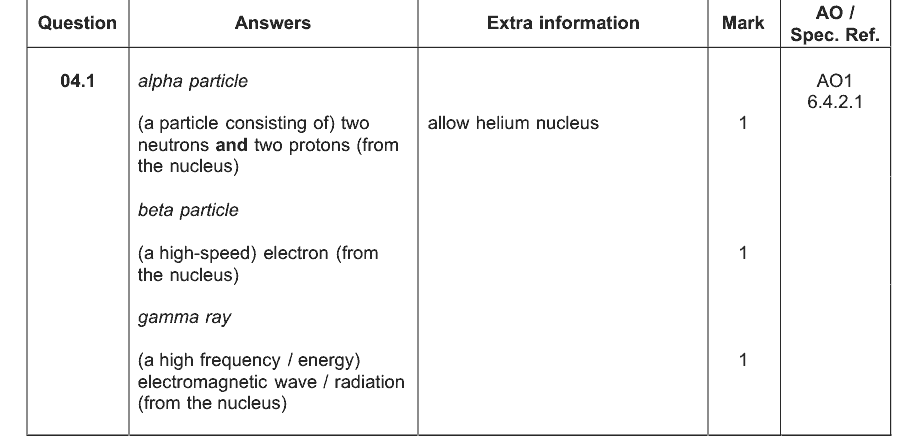 Question Answers Extra information Mark AO / Spec. Ref.
04.1 alpha particle AO1
6.4.2.1
(a particle consisting of) two allow helium nucleus 1
neutrons and two protons (from
the nucleus)
beta particle
(a high-speed) electron (from 1
the nucleus)
gamma ray
(a high frequency / energy) 1
electromagnetic wave / radiation
(from the nucleus)